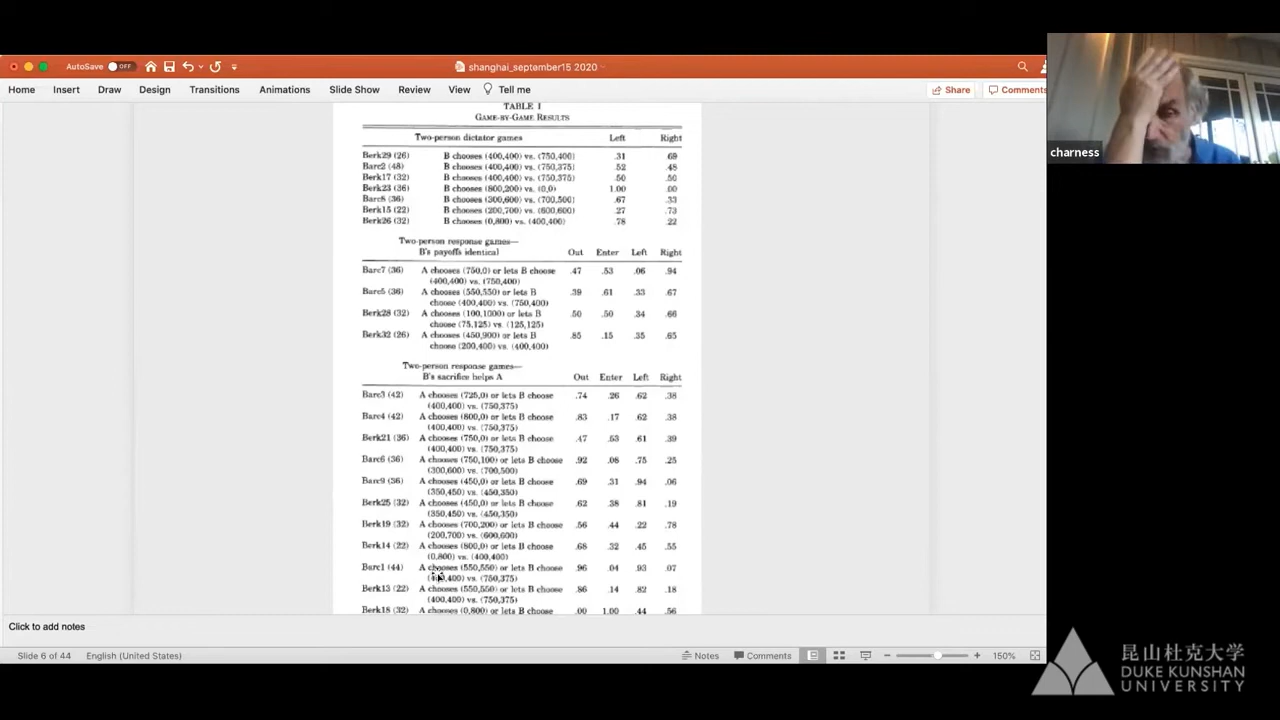 AutoSave OFF
shanghai_september15 2020
Home Insert Draw Design Transitions Animations Slide Show Review View Tell me Share Comments
charness
TABLE I
GAME-BY-GAME RESULTS
Two-person dictator games Left Right
Berk29 (26) B chooses (400,400) vs. (750,400) .31 .69
Barc2 (48) B chooses (400,400) vs. (750,375) .52 .48
Berk17 (32) B chooses (400,400) vs. (750,375) .50 .50
Berk23 (36) B chooses (800,200) vs. (0,0) 1.00 .00
Barc8 (36) B chooses (300,600) vs. (700,500) .67 .33
Berk15 (22) B chooses (200,700) vs. (600,600) .27 .73
Berk26 (32) B chooses (0,800) vs. (400,400) .78 .22
Two-person response games—
B's payoffs identical Out Enter Left Right
Barc7 (36) A chooses (750,0) or lets B choose .47 .53 .06 .94
(400,400) vs. (750,400)
Barc5 (36) A chooses (550,550) or lets B .39 .61 .33 .67
choose (400,400) vs. (750,400)
Berk28 (32) A chooses (100,1000) or lets B .50 .50 .34 .66
choose (75,125) vs. (125,125)
Berk32 (26) A chooses (450,900) or lets B .85 .15 .35 .65
choose (200,400) vs. (400,400)
Two-person response games—
B's sacrifice helps A Out Enter Left Right
Barc3 (42) A chooses (725,0) or lets B choose .74 .26 .62 .38
(400,400) vs. (750,375)
Barc4 (42) A chooses (800,0) or lets B choose .83 .17 .62 .38
(400,400) vs. (750,375)
Berk21 (36) A chooses (750,0) or lets B choose .47 .53 .61 .39
(400,400) vs. (750,375)
Barc6 (36) A chooses (750,100) or lets B choose .92 .08 .75 .25
(300,600) vs. (700,500)
Barc9 (36) A chooses (450,0) or lets B choose .69 .31 .94 .06
(350,450) vs. (450,350)
Berk25 (32) A chooses (450,0) or lets B choose .62 .38 .81 .19
(350,450) vs. (450,350)
Berk19 (32) A chooses (700,200) or lets B choose .56 .44 .22 .78
(200,700) vs. (600,600)
Berk14 (22) A chooses (800,0) or lets B choose .68 .32 .45 .55
(0,800) vs. (400,400)
Barc1 (44) A chooses (550,550) or lets B choose .96 .04 .93 .07
(400,400) vs. (750,375)
Berk13 (22) A chooses (550,550) or lets B choose .86 .14 .82 .18
(400,400) vs. (750,375)
Berk18 (32) A chooses (0,800) or lets B choose .00 1.00 .44 .56
Click to add notes
Slide 6 of 44 English (United States) Notes Comments 150%
昆山杜克大学
DUKE KUNSHAN
UNIVERSITY